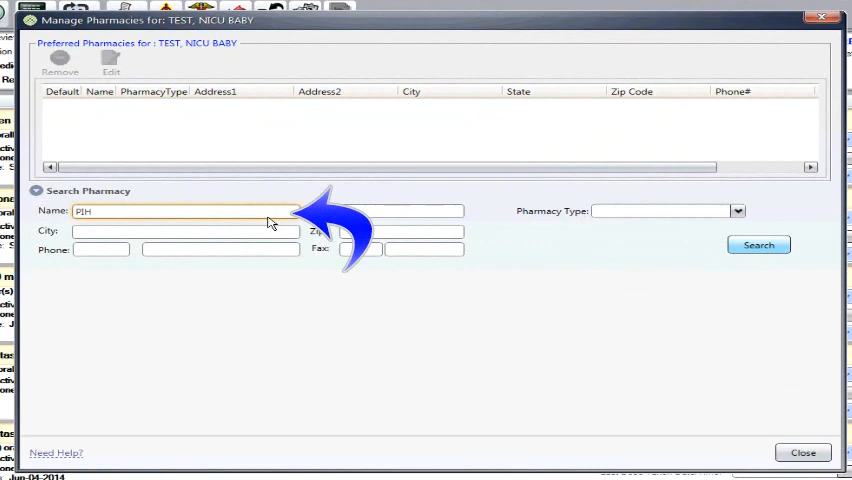 Manage Pharmacies for: TEST, NICU BABY
Preferred Pharmacies for : TEST, NICU BABY
Remove Edit
Default Name PharmacyType Address1 Address2 City State Zip Code Phone#
Search Pharmacy
Name: PIH Pharmacy Type:
City:
Phone: Fax:
Search
Need Help? Close
Jun-04-2014